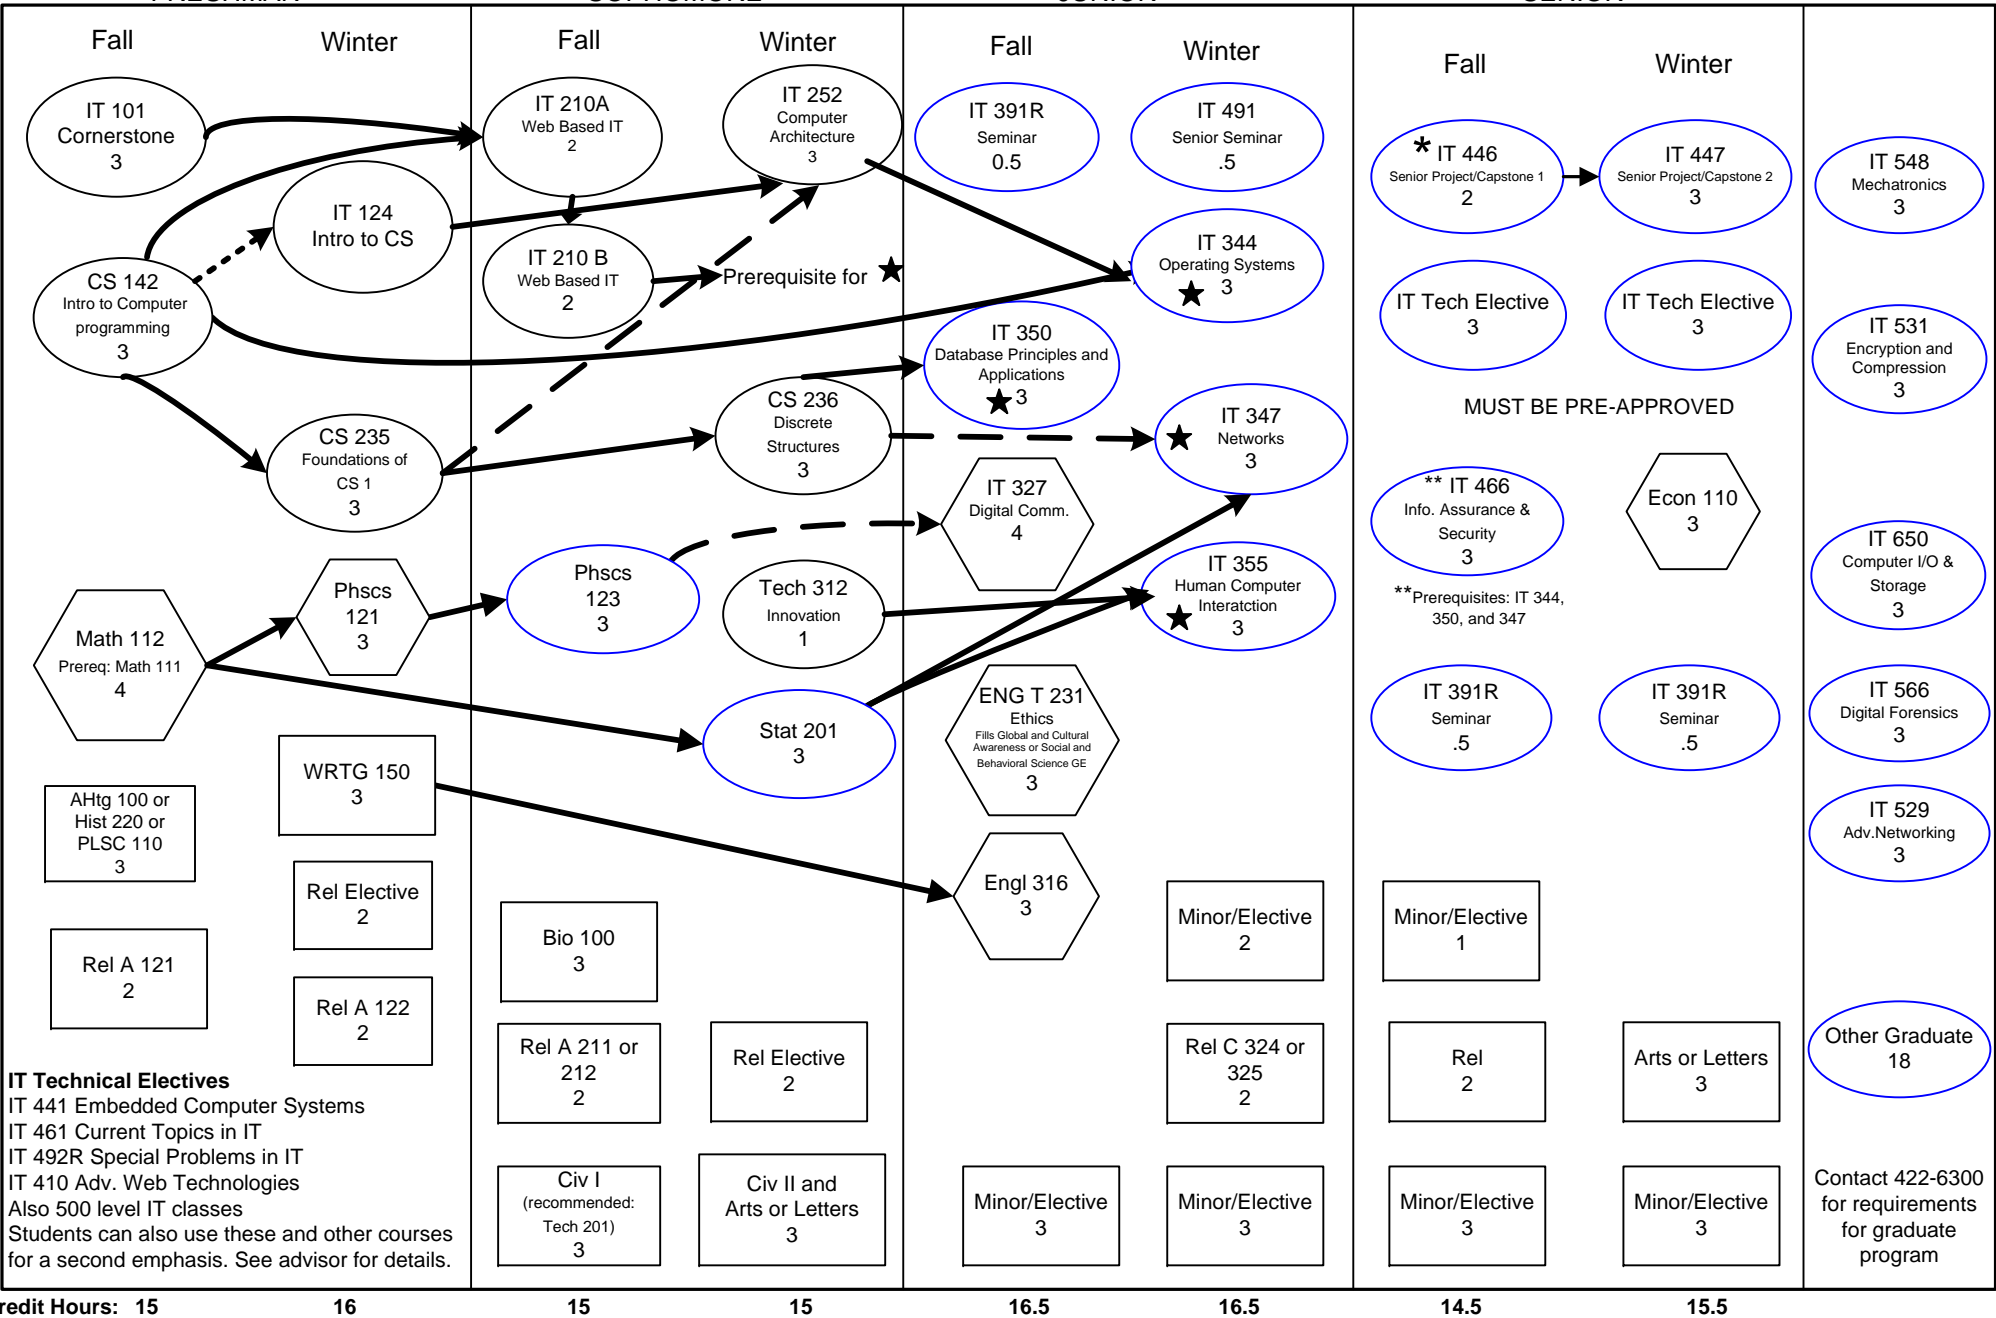 FRESHMAN
SOPHOMORE
JUNIOR
SENIOR
Fall
Winter
Fall
Winter
Fall
Winter
Fall
Winter
IT 101
Cornerstone
3
IT 124
Intro to CS
CS 142
Intro to Computer
programming
3
CS 235
Foundations of
CS 1
3
Math 112
Prereq: Math 111
4
Phscs
121
3
WRTG 150
3
AHtg 100 or
Hist 220 or
PLSC 110
3
Rel Elective
2
Rel A 121
2
Rel A 122
2
IT Technical Electives
IT 441 Embedded Computer Systems
IT 461 Current Topics in IT
IT 492R Special Problems in IT
IT 410 Adv. Web Technologies
Also 500 level IT classes
Students can also use these and other courses
for a second emphasis. See advisor for details.
IT 210A
Web Based IT
2
IT 210 B
Web Based IT
2
Prerequisite for ★
Phscs
123
3
Bio 100
3
Rel A 211 or
212
2
Civ I
(recommended:
Tech 201)
3
IT 252
Computer
Architecture
3
CS 236
Discrete
Structures
3
Tech 312
Innovation
1
Stat 201
3
Rel Elective
2
Civ II and
Arts or Letters
3
IT 391R
Seminar
0.5
IT 350
Database Principles and
Applications
★ 3
IT 327
Digital Comm.
4
ENG T 231
Ethics
Fills Global and Cultural
Awareness or Social and
Behavioral Science GE
3
Engl 316
3
Minor/Elective
3
IT 491
Senior Seminar
.5
IT 344
Operating Systems
★ 3
IT 347
★ Networks
3
IT 355
Human Computer
Interatction
★ 3
Minor/Elective
2
Rel C 324 or
325
2
Minor/Elective
3
* IT 446
Senior Project/Capstone 1
2
IT Tech Elective
3
MUST BE PRE-APPROVED
** IT 466
Info. Assurance &
Security
3
**Prerequisites: IT 344,
350, and 347
IT 391R
Seminar
.5
Minor/Elective
1
Rel
2
Minor/Elective
3
IT 447
Senior Project/Capstone 2
3
IT Tech Elective
3
Econ 110
3
IT 391R
Seminar
.5
Arts or Letters
3
Minor/Elective
3
IT 548
Mechatronics
3
IT 531
Encryption and
Compression
3
IT 650
Computer I/O &
Storage
3
IT 566
Digital Forensics
3
IT 529
Adv.Networking
3
Other Graduate
18
Contact 422-6300
for requirements
for graduate
program
redit Hours: 15 16 15 15 16.5 16.5 14.5 15.5